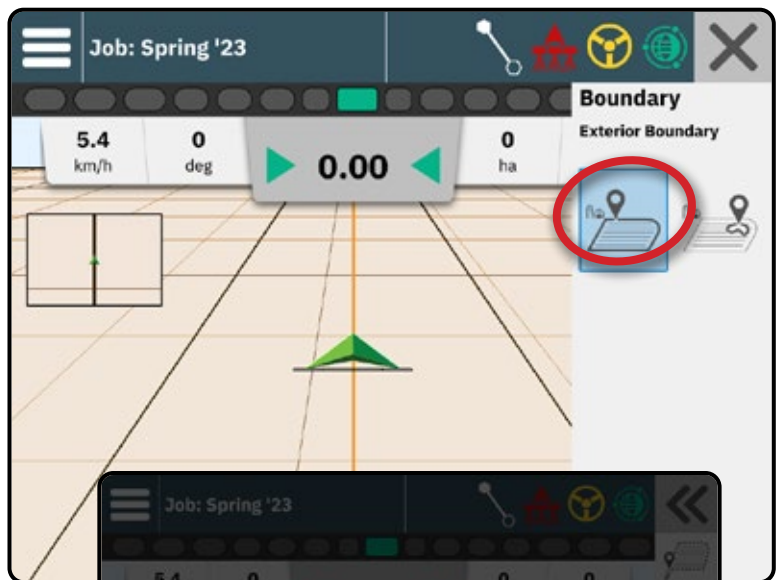 Job: Spring '23
Boundary
Exterior Boundary
5.4
km/h
0
deg
0.00
0
ha
Job: Spring '23
5.4
0
0
0